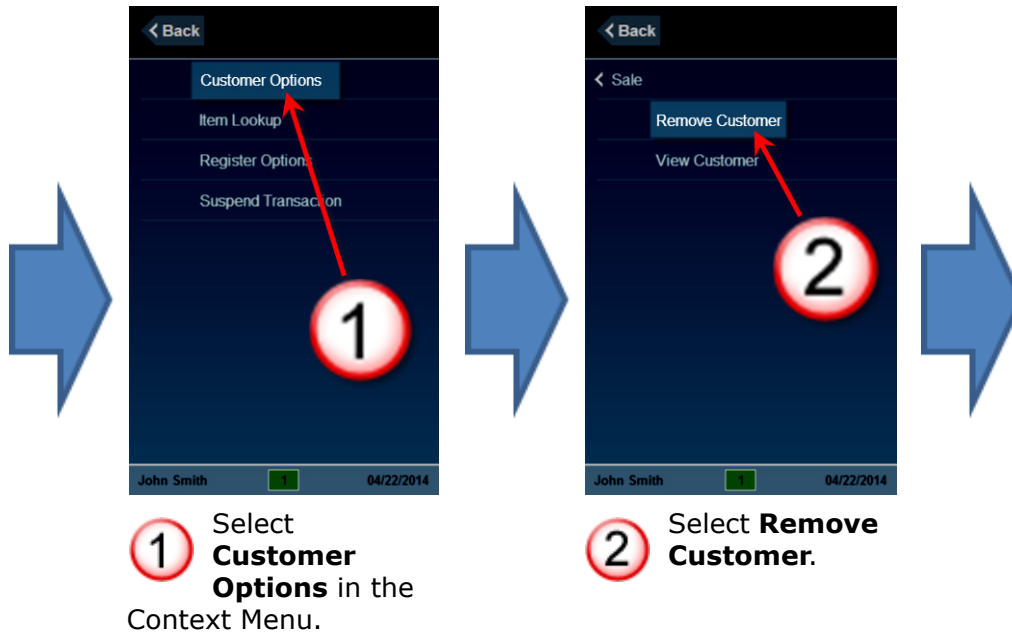 Back
Customer Options
Item Lookup
Register Options
Suspend Transaction
1
John Smith 1 04/22/2014
1 Select
Customer
Options in the
Context Menu.
Back
Sale
Remove Customer
View Customer
2
John Smith 1 04/22/2014
2 Select Remove
Customer.